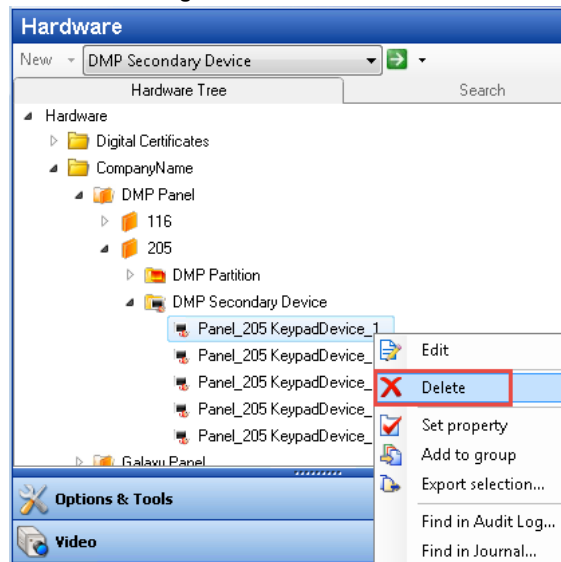 Hardware
New DMP Secondary Device
Hardware Tree Search
Hardware
Digital Certificates
CompanyName
DMP Panel
116
205
DMP Partition
DMP Secondary Device
Panel_205 KeypadDevice_1
Panel_205 KeypadDevice_
Panel_205 KeypadDevice_
Panel_205 KeypadDevice_
Panel_205 KeypadDevice_
Galaxy Panel
Options & Tools
Video
Edit
Delete
Set property
Add to group
Export selection...
Find in Audit Log...
Find in Journal...